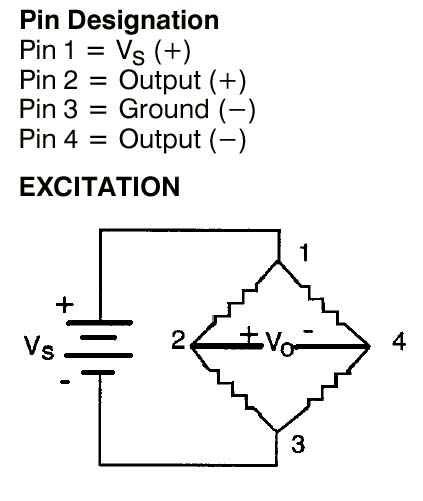 Pin Designation
Pin 1 = VS (+)
Pin 2 = Output (+)
Pin 3 = Ground (−)
Pin 4 = Output (−)
EXCITATION
1
+
2
+ Vo -
4
VS
-
3